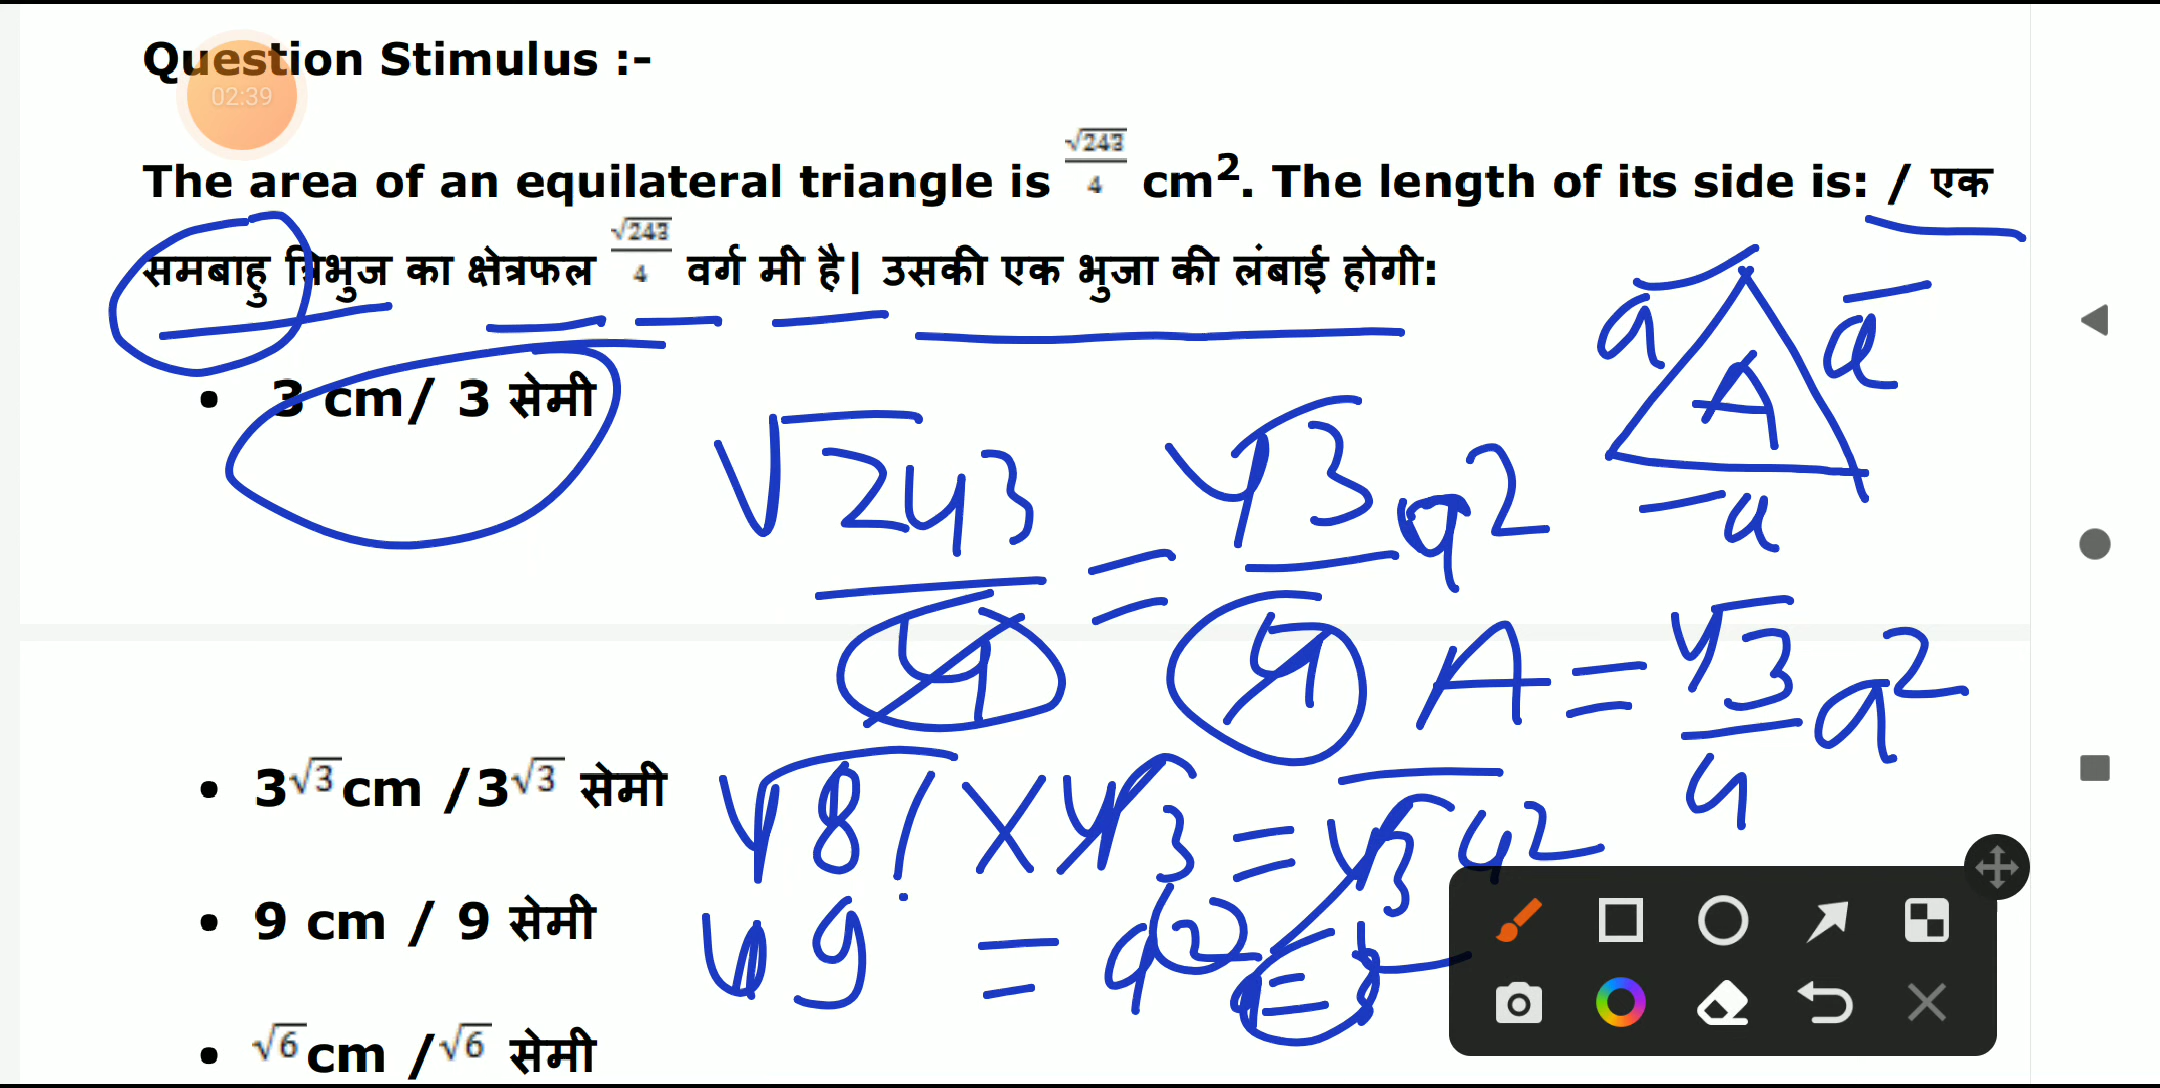 Question Stimulus :-
02:39
The area of an equilateral triangle is √243/4 cm². The length of its side is: / एक
समबाहु त्रिभुज का क्षेत्रफल √243/4 वर्ग मी है| उसकी एक भुजा की लंबाई होगी:
• 3 cm/ 3 सेमी
a a
A
a
√243/4 = √3/4 a²
A = √3/4 a²
• 3√3cm /3√3 सेमी
√81 × √3 = √3 a²
• 9 cm / 9 सेमी
9 = a²
• √6cm /√6 सेमी